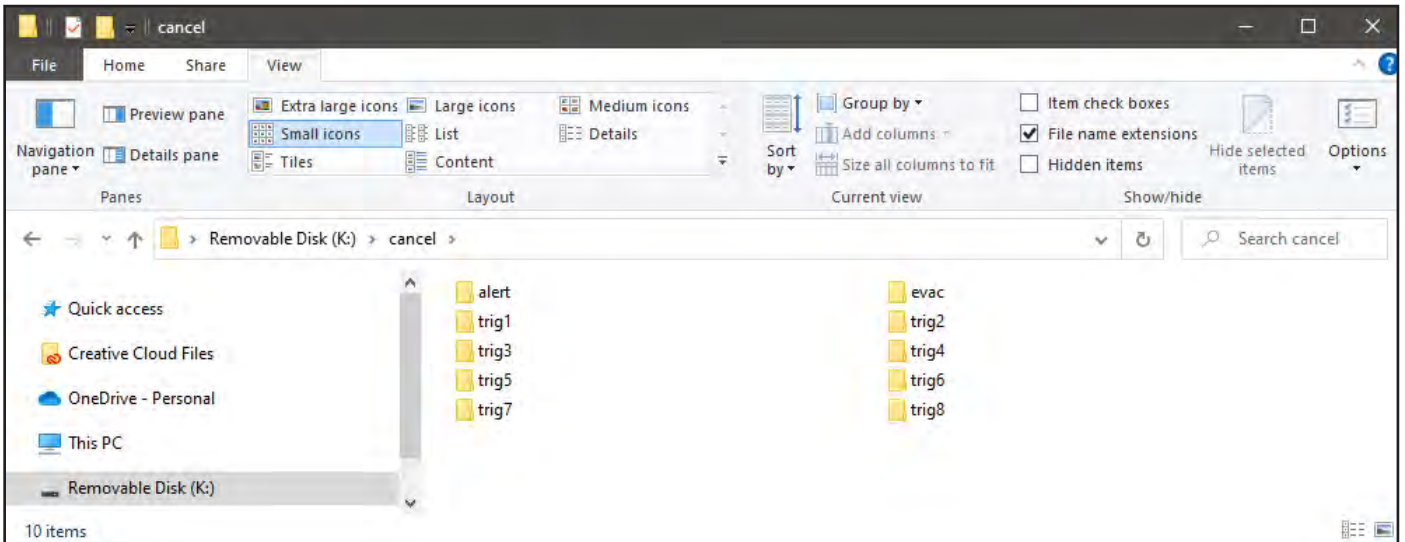 cancel
File Home Share View
Preview pane Extra large icons Large icons Medium icons Group by Item check boxes
Small icons List Details Add columns File name extensions
Navigation pane Details pane Tiles Content Sort by Size all columns to fit Hidden items Hide selected items Options
Panes Layout Current view Show/hide
Removable Disk (K:) > cancel > Search cancel
alert evac
Quick access trig1 trig2
Creative Cloud Files trig3 trig4
OneDrive - Personal trig5 trig6
trig7 trig8
This PC
Removable Disk (K:)
10 items